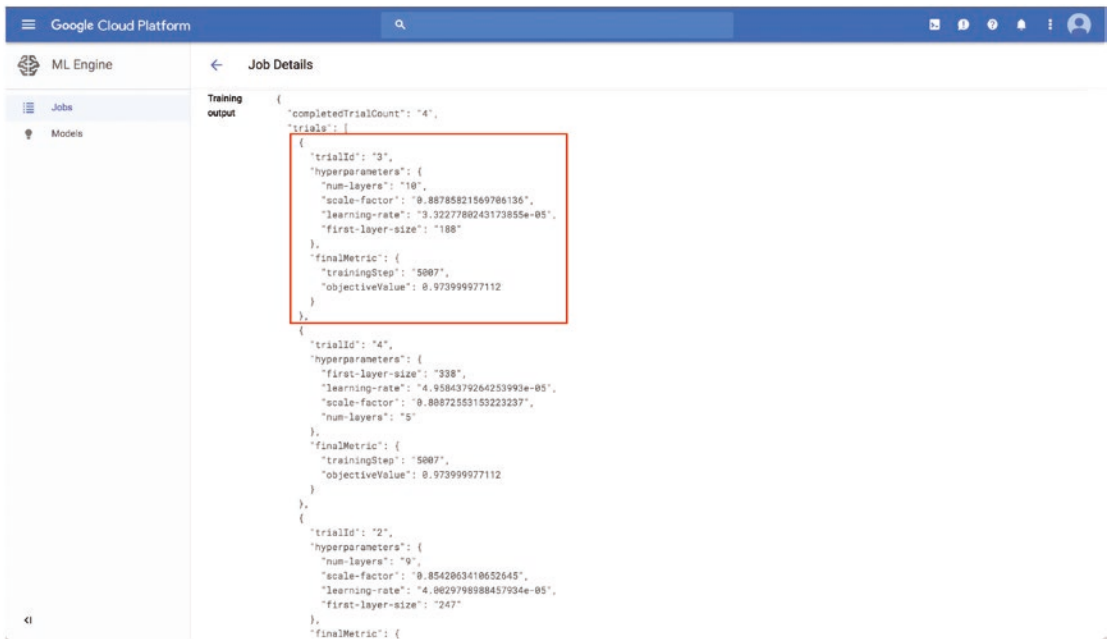 Google Cloud Platform
ML Engine
Job Details
Jobs
Models
Training output
{
"completedTrialCount": "4",
"trials": [
{
"trialId": "3",
"hyperparameters": {
"num-layers": "10",
"scale-factor": "0.88785821569706136",
"learning-rate": "3.3227780243173855e-05",
"first-layer-size": "188"
},
"finalMetric": {
"trainingStep": "5007",
"objectiveValue": 0.973999977112
}
},
{
"trialId": "4",
"hyperparameters": {
"first-layer-size": "338",
"learning-rate": "4.9584379264253993e-05",
"scale-factor": "0.80872553153223237",
"num-layers": "5"
},
"finalMetric": {
"trainingStep": "5007",
"objectiveValue": 0.973999977112
}
},
{
"trialId": "2",
"hyperparameters": {
"num-layers": "9",
"scale-factor": "0.8542063410652645",
"learning-rate": "4.0029798988457934e-05",
"first-layer-size": "247"
},
"finalMetric": {